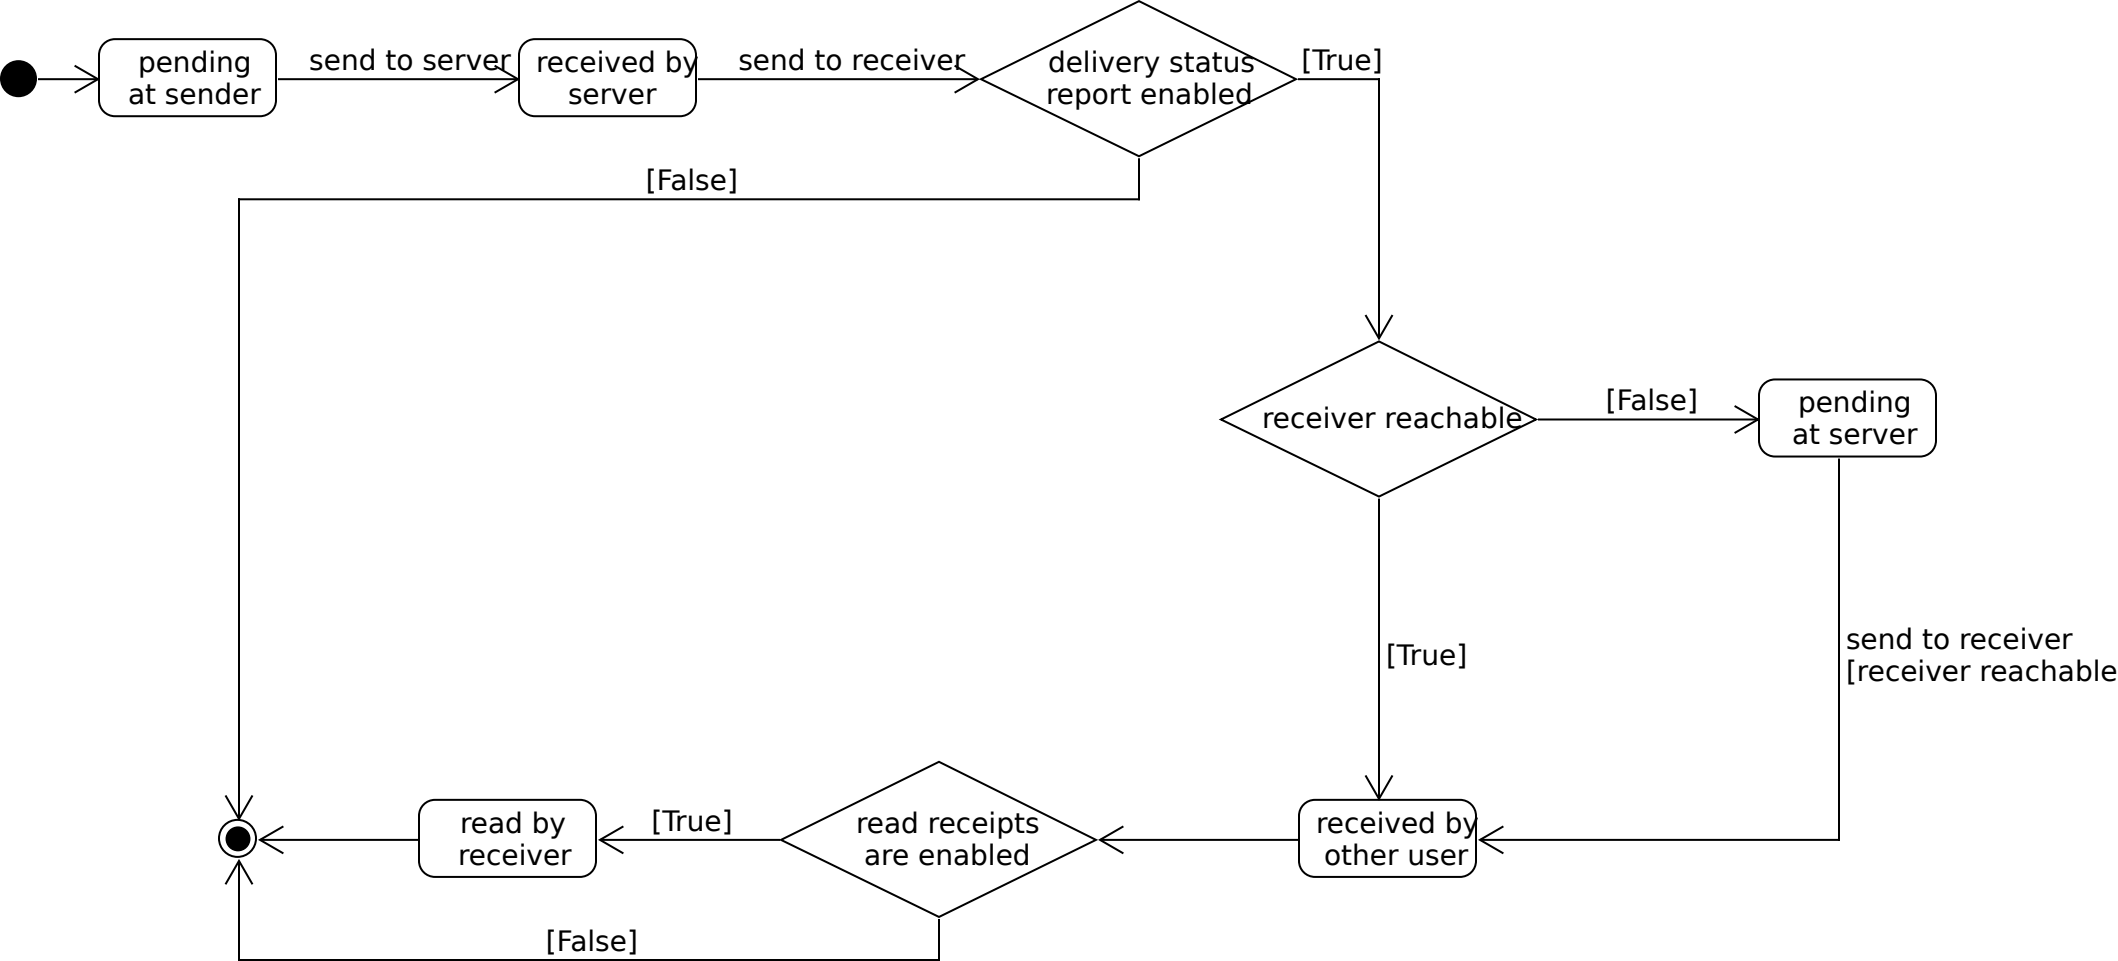 pending
at sender
send to server
received by
server
send to receiver
delivery status
report enabled
[True]
[False]
receiver reachable
[False]
pending
at server
[True]
send to receiver
[receiver reachable
received by
other user
read receipts
are enabled
[True]
read by
receiver
[False]